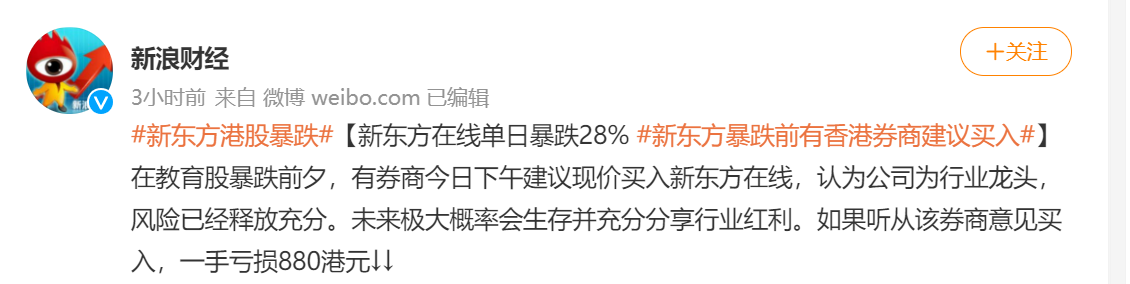 新浪财经
+关注
3小时前 来自 微博 weibo.com 已编辑
#新东方港股暴跌#【新东方在线单日暴跌28% #新东方暴跌前有香港券商建议买入#】
在教育股暴跌前夕，有券商今日下午建议现价买入新东方在线，认为公司为行业龙头，
风险已经释放充分。未来极大概率会生存并充分分享行业红利。如果听从该券商意见买
入，一手亏损880港元↓↓